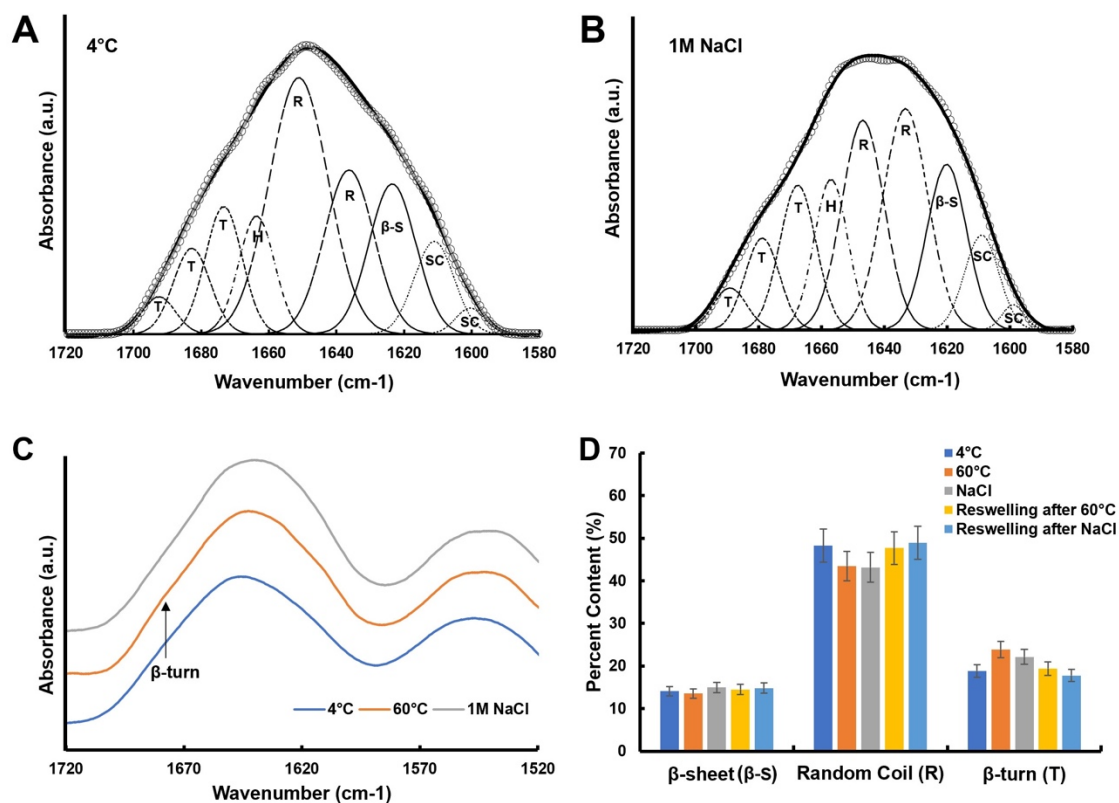 A
4°C
Absorbance (a.u.)
T
T
T
H
R
R
β-S
SC
SC
1720 1700 1680 1660 1640 1620 1600 1580
Wavenumber (cm-1)
B
1M NaCl
Absorbance (a.u.)
T
T
T
H
R
R
β-S
SC
SC
1720 1700 1680 1660 1640 1620 1600 1580
Wavenumber (cm-1)
C
Absorbance (a.u.)
β-turn
4°C 60°C 1M NaCl
1720 1670 1620 1570 1520
Wavenumber (cm-1)
D
Percent Content (%)
70
60
50
40
30
20
10
0
4°C
60°C
NaCl
Reswelling after 60°C
Reswelling after NaCl
β-sheet (β-S) Random Coil (R) β-turn (T)